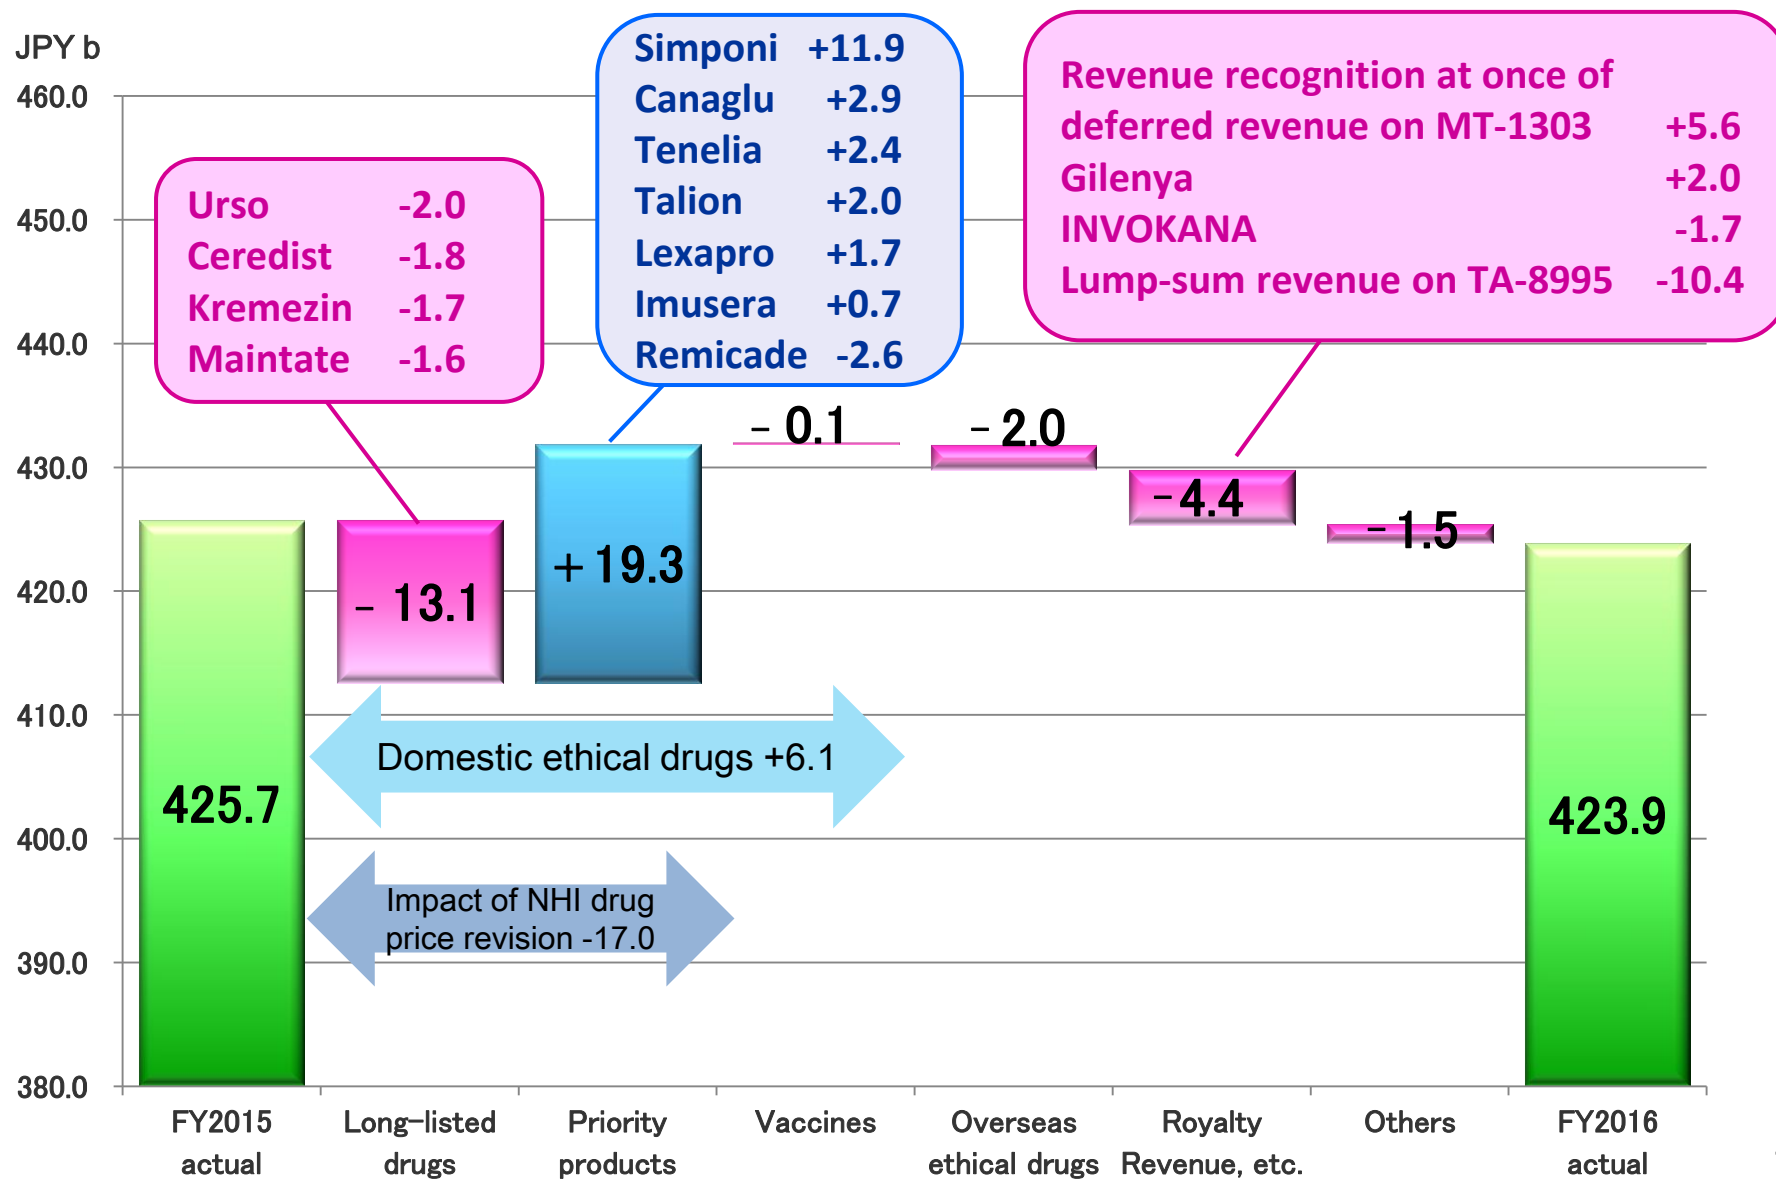 JPY b
460.0
450.0
440.0
430.0
420.0
410.0
400.0
390.0
380.0
Urso -2.0
Ceredist -1.8
Kremezin -1.7
Maintate -1.6
Simponi +11.9
Canaglu +2.9
Tenelia +2.4
Talion +2.0
Lexapro +1.7
Imusera +0.7
Remicade -2.6
Revenue recognition at once of
deferred revenue on MT-1303 +5.6
Gilenya +2.0
INVOKANA -1.7
Lump-sum revenue on TA-8995 -10.4
425.7
- 13.1
+ 19.3
- 0.1
- 2.0
- 4.4
- 1.5
423.9
Domestic ethical drugs +6.1
Impact of NHI drug
price revision -17.0
FY2015
actual
Long-listed
drugs
Priority
products
Vaccines
Overseas
ethical drugs
Royalty
Revenue, etc.
Others
FY2016
actual